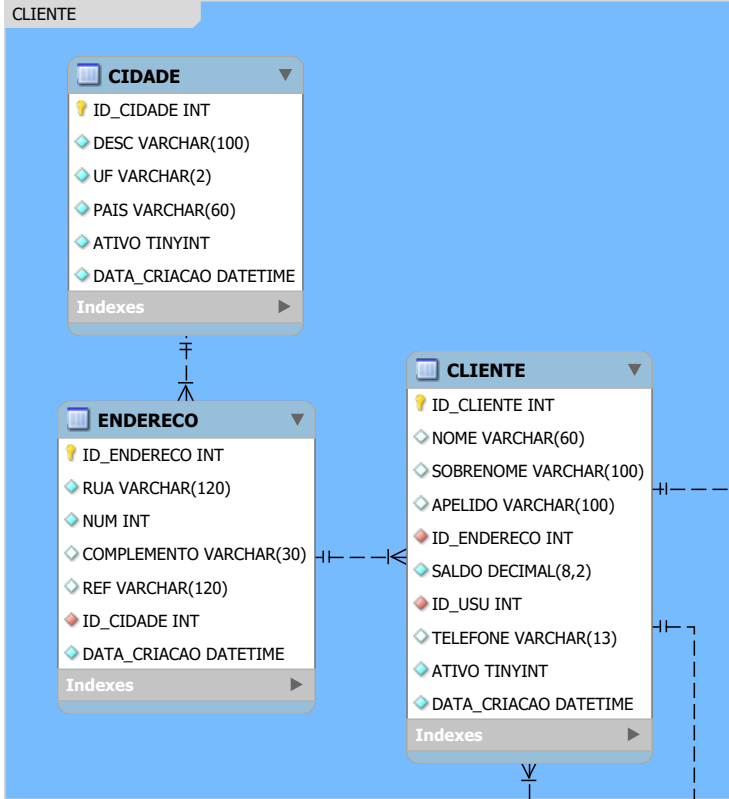 CLIENTE
CIDADE
ID_CIDADE INT
DESC VARCHAR(100)
UF VARCHAR(2)
PAIS VARCHAR(60)
ATIVO TINYINT
DATA_CRIACAO DATETIME
Indexes
ENDERECO
ID_ENDERECO INT
RUA VARCHAR(120)
NUM INT
COMPLEMENTO VARCHAR(30)
REF VARCHAR(120)
ID_CIDADE INT
DATA_CRIACAO DATETIME
Indexes
CLIENTE
ID_CLIENTE INT
NOME VARCHAR(60)
SOBRENOME VARCHAR(100)
APELIDO VARCHAR(100)
ID_ENDERECO INT
SALDO DECIMAL(8,2)
ID_USU INT
TELEFONE VARCHAR(13)
ATIVO TINYINT
DATA_CRIACAO DATETIME
Indexes